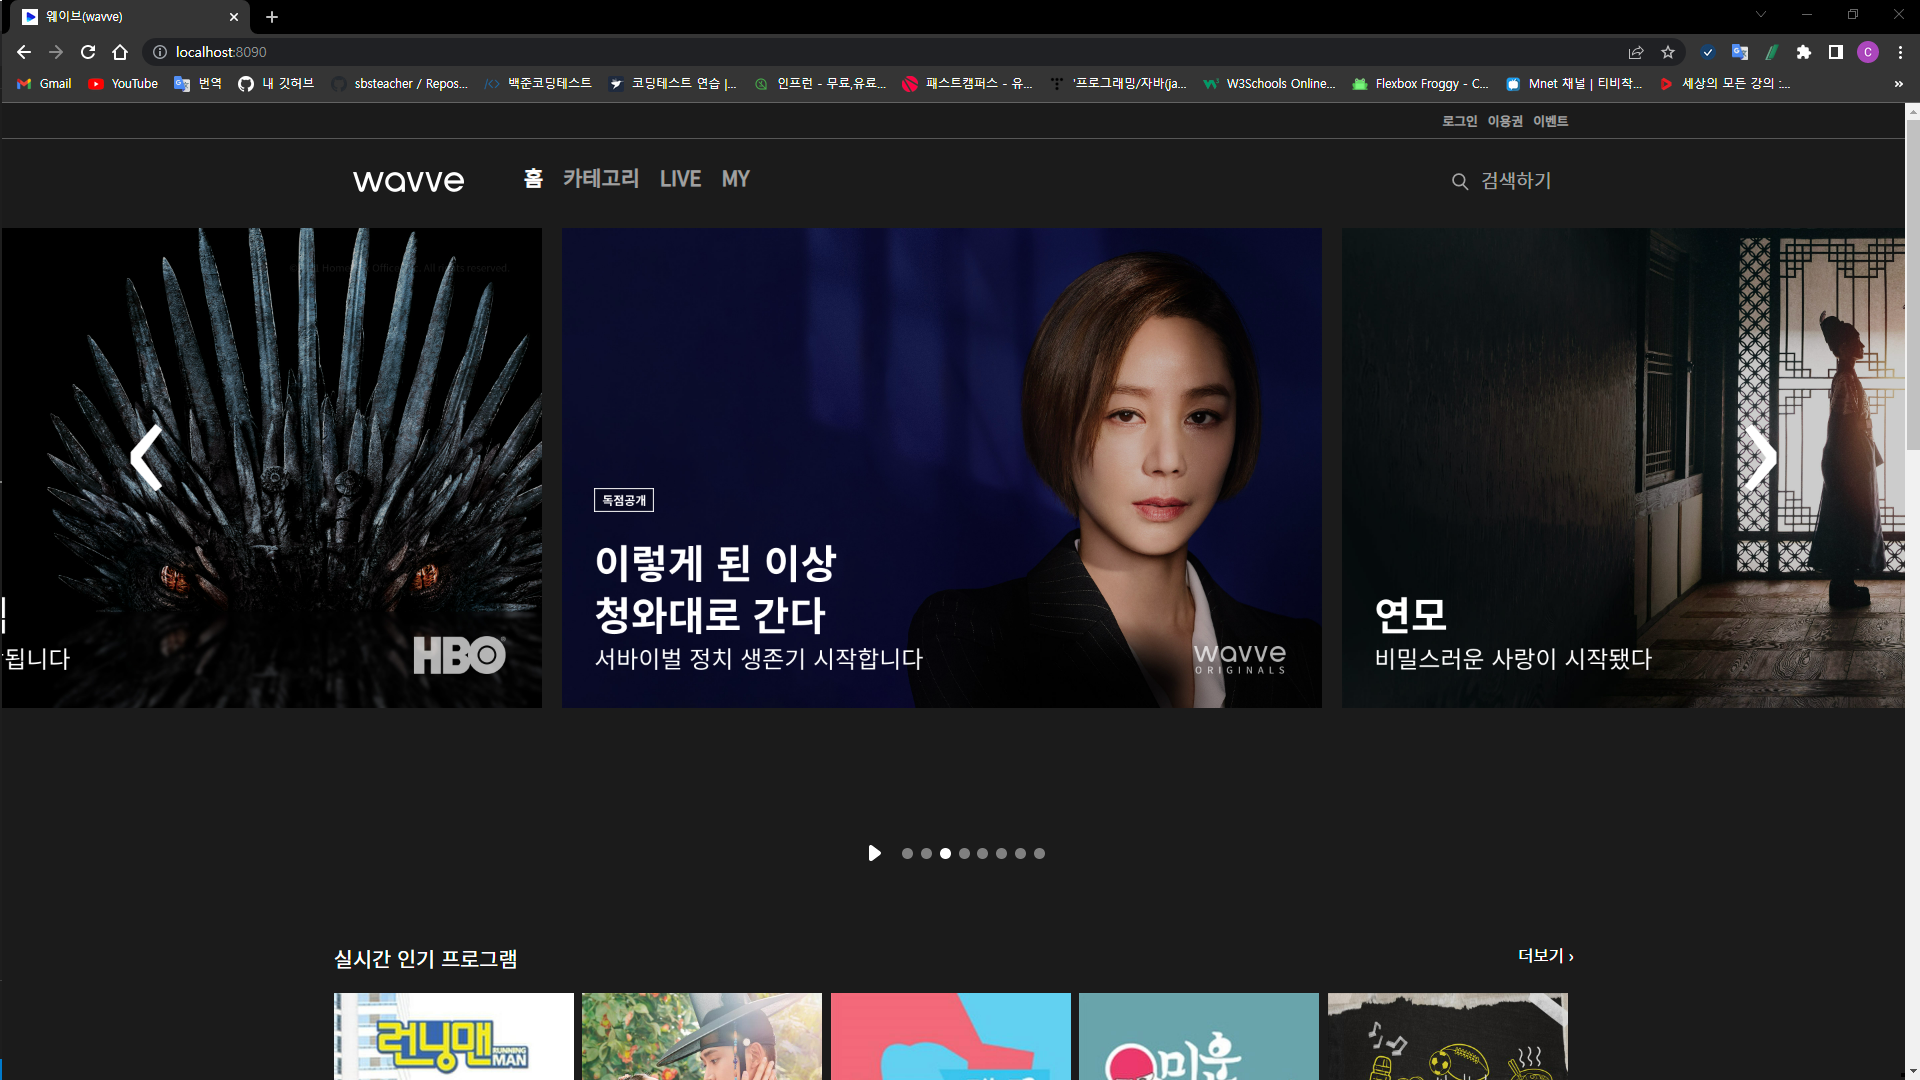 웨이브(wavve)
localhost:8090
C
Gmail
YouTube
번역
내 깃허브
sbsteacher / Repos...
백준코딩테스트
코딩테스트 연습 |...
인프런 - 무료,유료...
패스트캠퍼스 - 유...
'프로그래밍/자바(ja...
W3Schools Online...
Flexbox Froggy - C...
Mnet 채널 | 티비착...
세상의 모든 강의 :...
»
로그인 이용권 이벤트
wavve
홈 카테고리 LIVE MY
검색하기
됩니다
HBO
독점공개
이렇게 된 이상
청와대로 간다
서바이벌 정치 생존기 시작합니다
wavve
ORIGINALS
연모
비밀스러운 사랑이 시작됐다
실시간 인기 프로그램
더보기 ›
런닝맨
RUNNING
MAN
미운